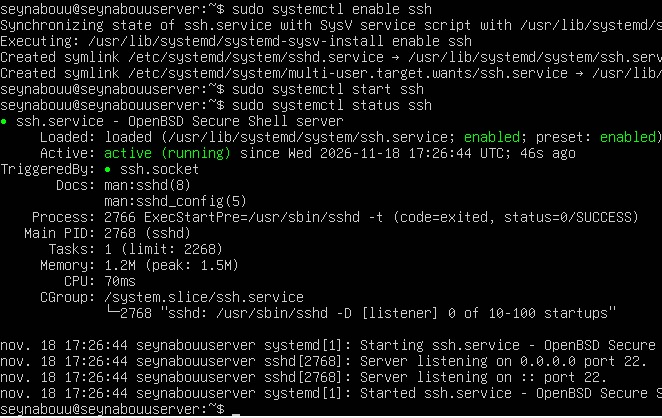 seynabouu@seynabouuserver:~$ sudo systemctl enable ssh
Synchronizing state of ssh.service with SysV service script with /usr/lib/systemd/s
Executing: /usr/lib/systemd/systemd-sysv-install enable ssh
Created symlink /etc/systemd/system/sshd.service → /usr/lib/systemd/system/ssh.serv
Created symlink /etc/systemd/system/multi-user.target.wants/ssh.service → /usr/lib/
seynabouu@seynabouuserver:~$ sudo systemctl start ssh
seynabouu@seynabouuserver:~$ sudo systemctl status ssh
● ssh.service - OpenBSD Secure Shell server
Loaded: loaded (/usr/lib/systemd/system/ssh.service; enabled; preset: enabled)
Active: active (running) since Wed 2026-11-18 17:26:44 UTC; 46s ago
TriggeredBy: ● ssh.socket
Docs: man:sshd(8)
man:sshd_config(5)
Process: 2766 ExecStartPre=/usr/sbin/sshd -t (code=exited, status=0/SUCCESS)
Main PID: 2768 (sshd)
Tasks: 1 (limit: 2268)
Memory: 1.2M (peak: 1.5M)
CPU: 70ms
CGroup: /system.slice/ssh.service
└─2768 "sshd: /usr/sbin/sshd -D [listener] 0 of 10-100 startups"
nov. 18 17:26:44 seynabouuserver systemd[1]: Starting ssh.service - OpenBSD Secure
nov. 18 17:26:44 seynabouuserver sshd[2768]: Server listening on 0.0.0.0 port 22.
nov. 18 17:26:44 seynabouuserver sshd[2768]: Server listening on :: port 22.
nov. 18 17:26:44 seynabouuserver systemd[1]: Started ssh.service - OpenBSD Secure S
seynabouu@seynabouuserver:~$ _